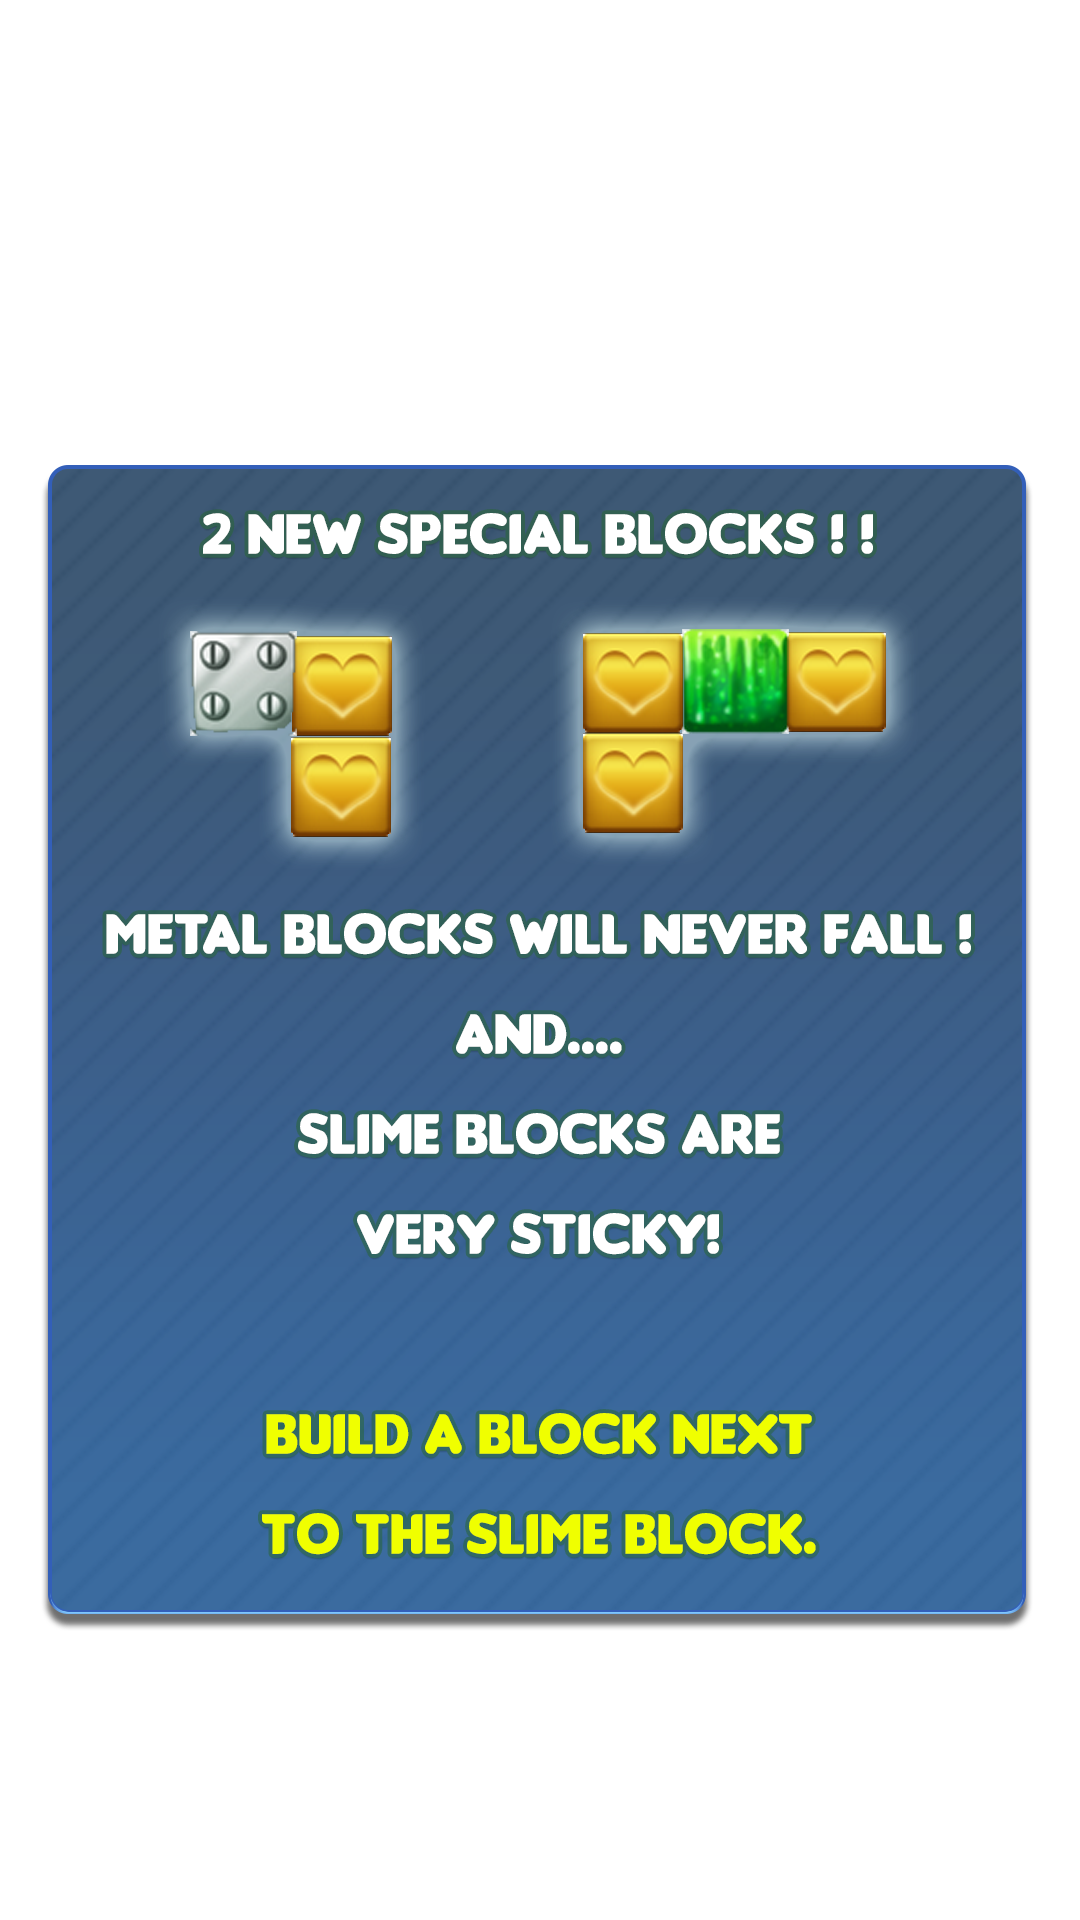 2 NEW SPECIAL BLOCKS ! !
METAL BLOCKS WILL NEVER FALL !
AND....
SLIME BLOCKS ARE
VERY STICKY!
BUILD A BLOCK NEXT
TO THE SLIME BLOCK.